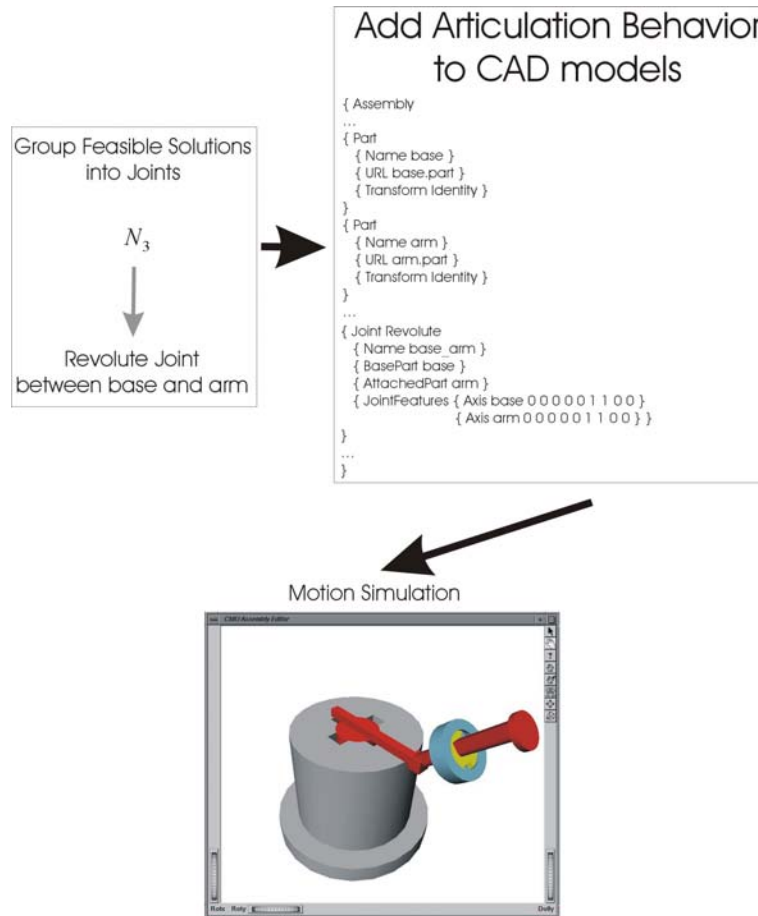 Add Articulation Behavior
to CAD models
{ Assembly
...
{ Part
{ Name base }
{ URL base.part }
{ Transform Identity }
}
{ Part
{ Name arm }
{ URL arm.part }
{ Transform Identity }
}
...
{ Joint Revolute
{ Name base_arm }
{ BasePart base }
{ AttachedPart arm }
{ JointFeatures { Axis base 0 0 0 0 0 1 1 0 0 }
{ Axis arm 0 0 0 0 0 1 1 0 0 } }
}
...
}
Group Feasible Solutions
into Joints
N3
Revolute Joint
between base and arm
Motion Simulation
CMU Assembly Editor
?
Rotx Roty
Dolly